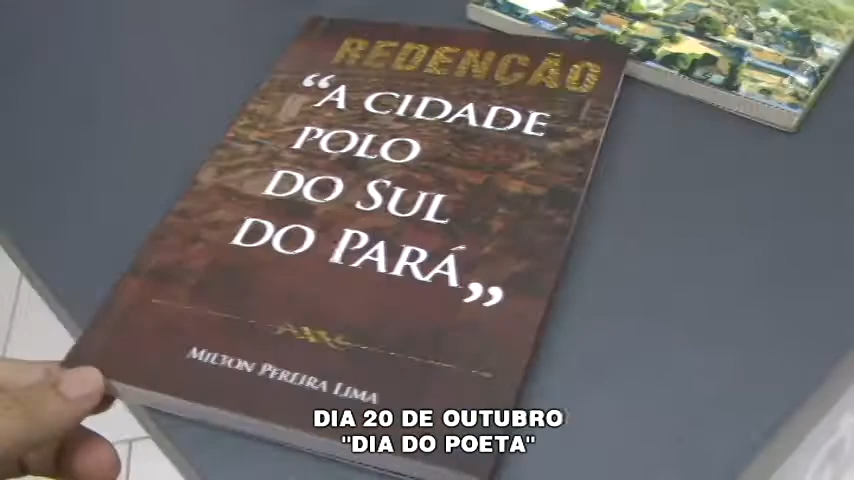 REDENÇÃO
“A CIDADE
POLO
DO SUL
DO PARÁ„
MILTON PEREIRA LIMA
DIA 20 DE OUTUBRO
"DIA DO POETA"